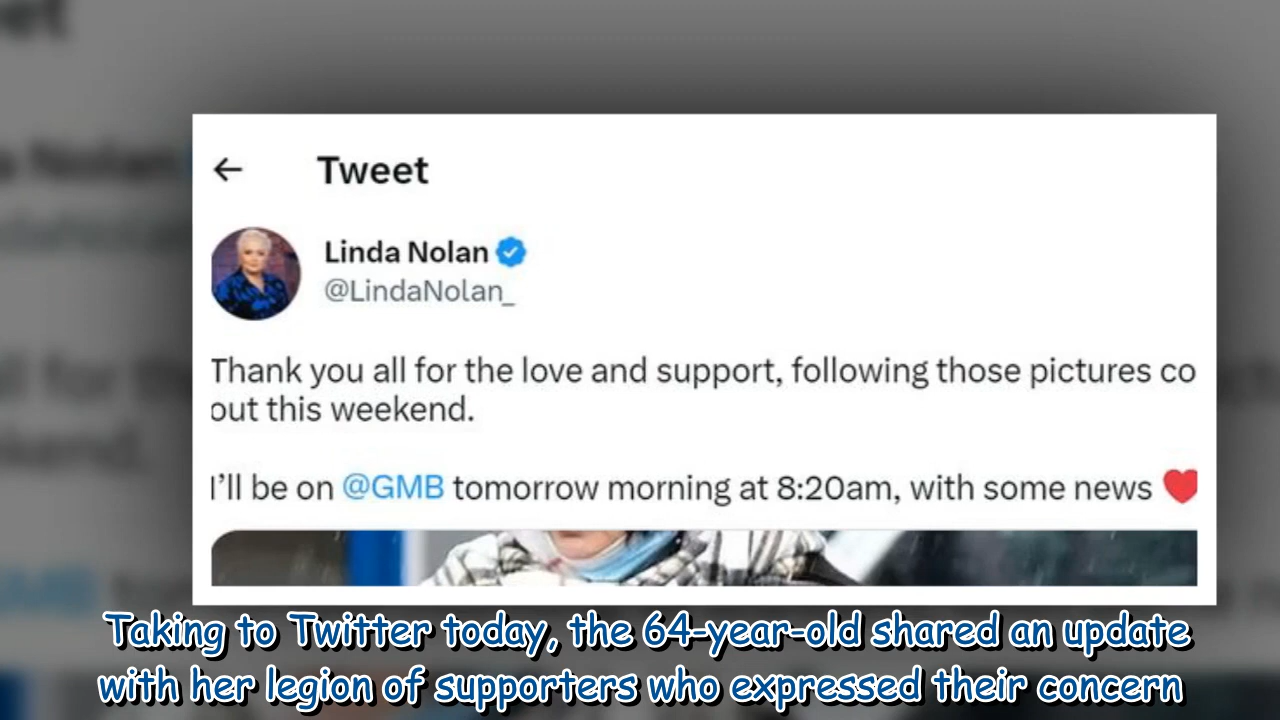 Tweet
Linda Nolan
@LindaNolan_
Thank you all for the love and support, following those pictures co
out this weekend.
I'll be on @GMB tomorrow morning at 8:20am, with some news
Taking to Twitter today, the 64-year-old shared an update
with her legion of supporters who expressed their concern